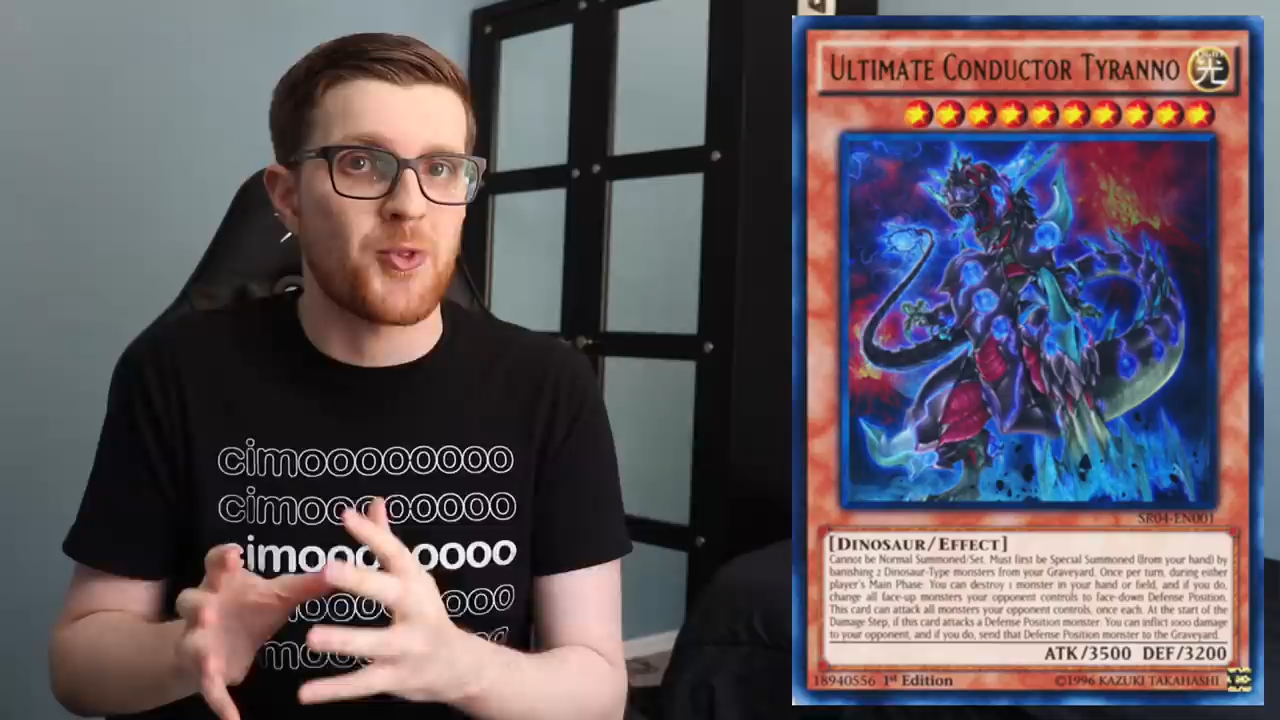 cimoooooooo
cimoooooooo
ULTIMATE CONDUCTOR TYRANNO
LIGHT
光
SR04-EN001
[DINOSAUR/EFFECT]
Cannot be Normal Summoned/Set. Must first be Special Summoned (from your hand) by
banishing 2 Dinosaur-Type monsters from your Graveyard. Once per turn, during either
player's Main Phase: You can destroy 1 monster in your hand or field, and if you do,
change all face-up monsters your opponent controls to face-down Defense Position.
This card can attack all monsters your opponent controls, once each. At the start of the
Damage Step, if this card attacks a Defense Position monster: You can inflict 1000 damage
to your opponent, and if you do, send that Defense Position monster to the Graveyard.
ATK/3500 DEF/3200
18940556 1st Edition ©1996 KAZUKI TAKAHASHI